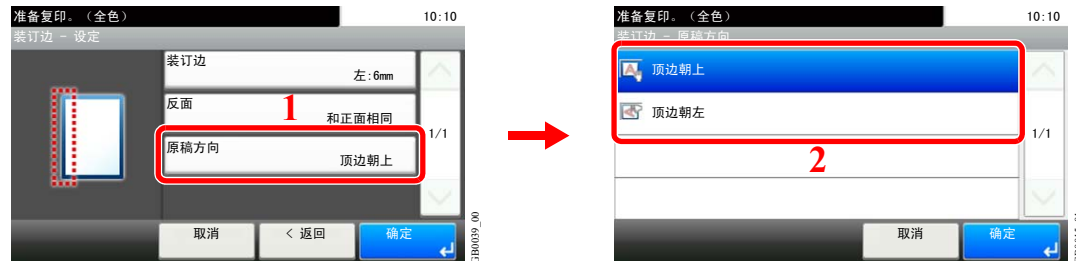 准备复印。（全色）
10:10
装订边 - 设定
装订边
左:6mm
反面
和正面相同
1
原稿方向
顶边朝上
1/1
取消
< 返回
确定
GB0039_00
准备复印。（全色）
10:10
装订边 - 原稿方向
顶边朝上
顶边朝左
1/1
2
取消
确定